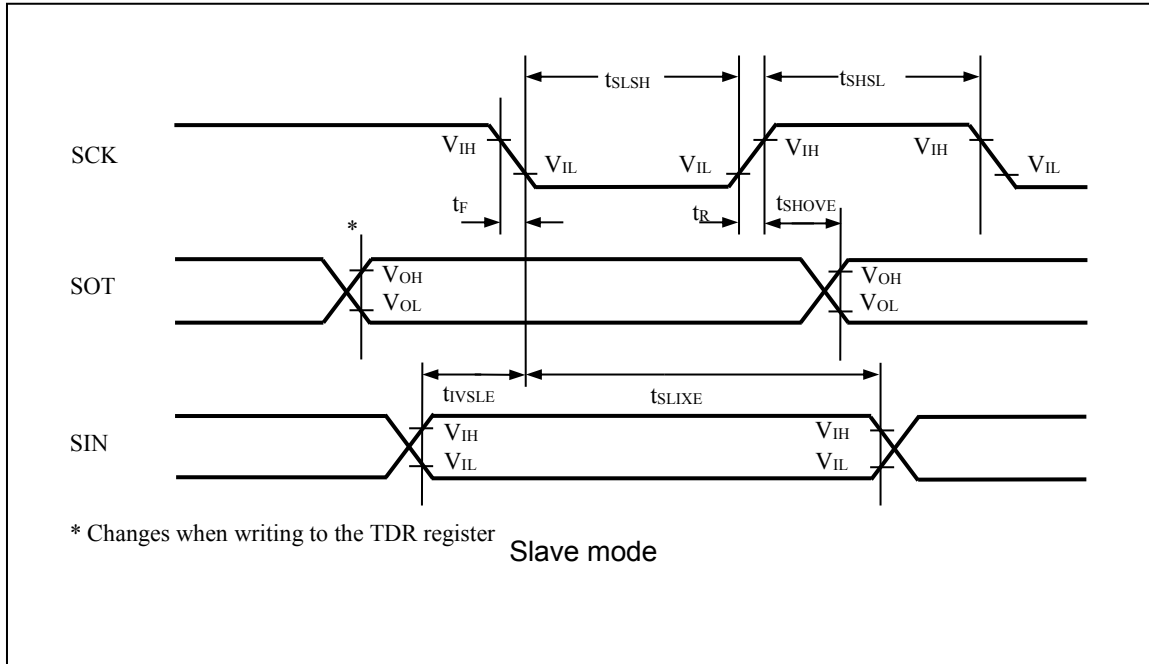 tSLSH tSHSL
SCK VIH VIL VIL VIH VIH VIL
tF tR tSHOVE
*
SOT VOH VOH
VOL VOL
tIVSLE tSLIXE
SIN VIH VIH
VIL VIL
* Changes when writing to the TDR register
Slave mode